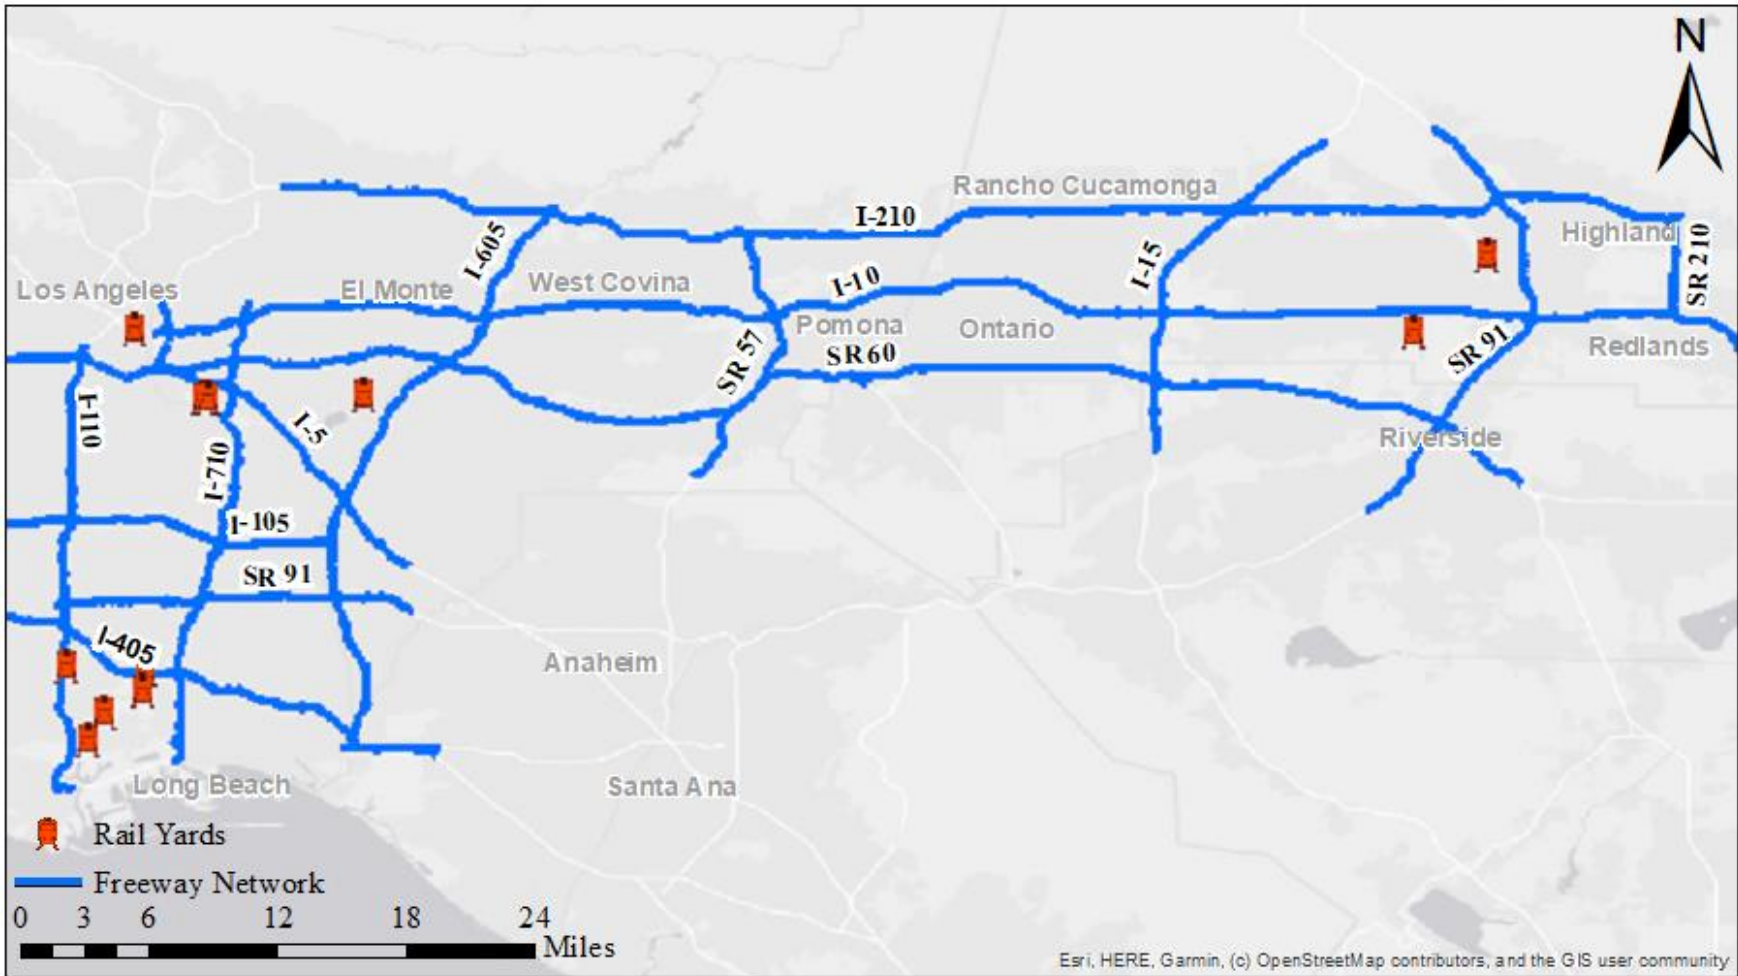 N
Rancho Cucamonga
I-210
Highland
I-605
I-15
SR 210
Los Angeles
El Monte
West Covina
I-10
Pomona
Ontario
SR 91
Redlands
SR 57
SR 60
I-110
I-5
Riverside
I-710
I-105
SR 91
I-405
Anaheim
Long Beach
Santa Ana
Rail Yards
Freeway Network
0 3 6 12 18 24
Miles
Esri, HERE, Garmin, (c) OpenStreetMap contributors, and the GIS user community